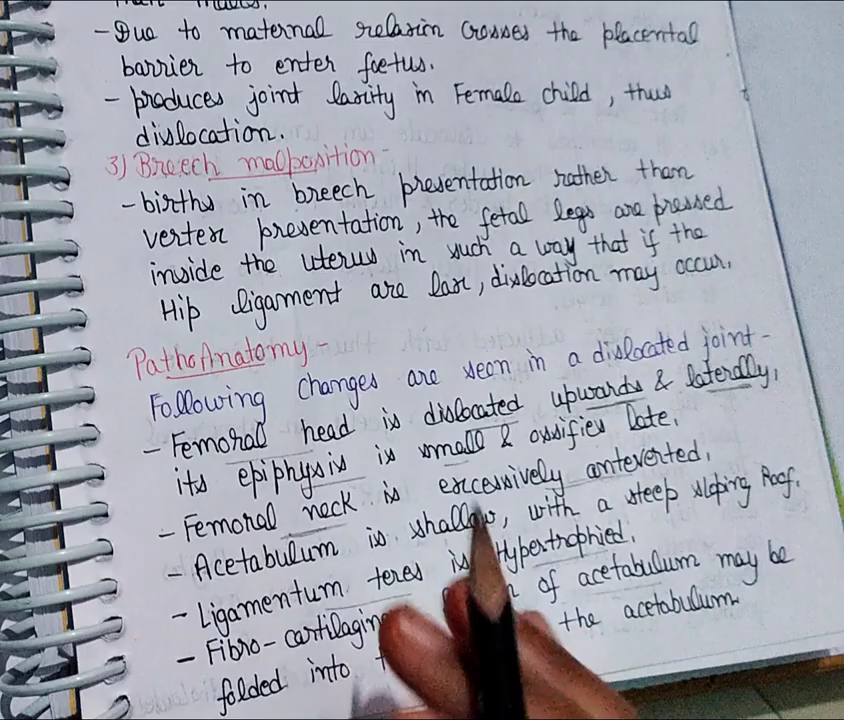 than males.
- Due to maternal relaxin crosses the placental
barrier to enter foetus.
- produces joint laxity in Female child, thus
dislocation.
3) Breech malposition -
- births in breech presentation rather than
vertex presentation, the fetal legs are pressed
inside the uterus in such a way that if the
Hip ligament are lax, dislocation may occur.
PathoAnatomy -
Following changes are seen in a dislocated joint -
- Femoral head is dislocated upwards & laterally,
its epiphysis is small & ossifies late.
- Femoral neck is excessively anteverted.
- Acetabulum is shallow, with a steep sloping Roof.
- Ligamentum teres is Hypertrophied.
- Fibro-cartilagin of acetabulum may be
folded into the acetabulum.